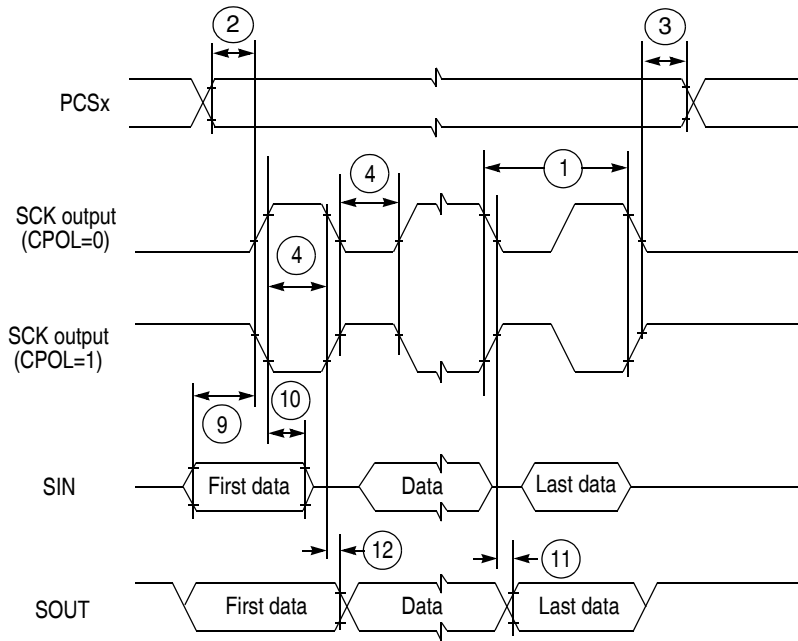 2
3
PCSx
4
1
SCK output
(CPOL=0)
4
SCK output
(CPOL=1)
9
10
SIN
First data
Data
Last data
12
11
SOUT
First data
Data
Last data